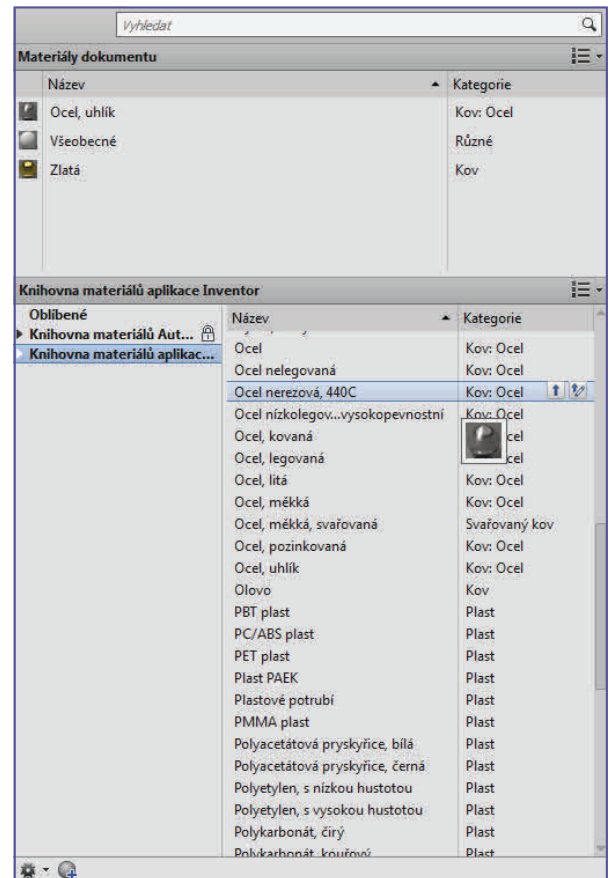 Vyhledat
Materiály dokumentu
Název Kategorie
Ocel, uhlík Kov: Ocel
Všeobecné Různé
Zlatá Kov
Knihovna materiálů aplikace Inventor
Oblíbené
Knihovna materiálů Aut...
Knihovna materiálů aplikac...
Název Kategorie
Ocel Kov: Ocel
Ocel nelegovaná Kov: Ocel
Ocel nerezová, 440C Kov: Ocel
Ocel nízkolegov...vysokopevnostní Kov: Ocel
Ocel, kovaná cel
Ocel, legovaná cel
Ocel, litá Kov: Ocel
Ocel, měkká Kov: Ocel
Ocel, měkká, svařovaná Svařovaný kov
Ocel, pozinkovaná Kov: Ocel
Ocel, uhlík Kov: Ocel
Olovo Kov
PBT plast Plast
PC/ABS plast Plast
PET plast Plast
Plast PAEK Plast
Plastové potrubí Plast
PMMA plast Plast
Polyacetátová pryskyřice, bílá Plast
Polyacetátová pryskyřice, černá Plast
Polyetylen, s nízkou hustotou Plast
Polyetylen, s vysokou hustotou Plast
Polykarbonát, čirý Plast
Polykarbonát, kouřový Plast